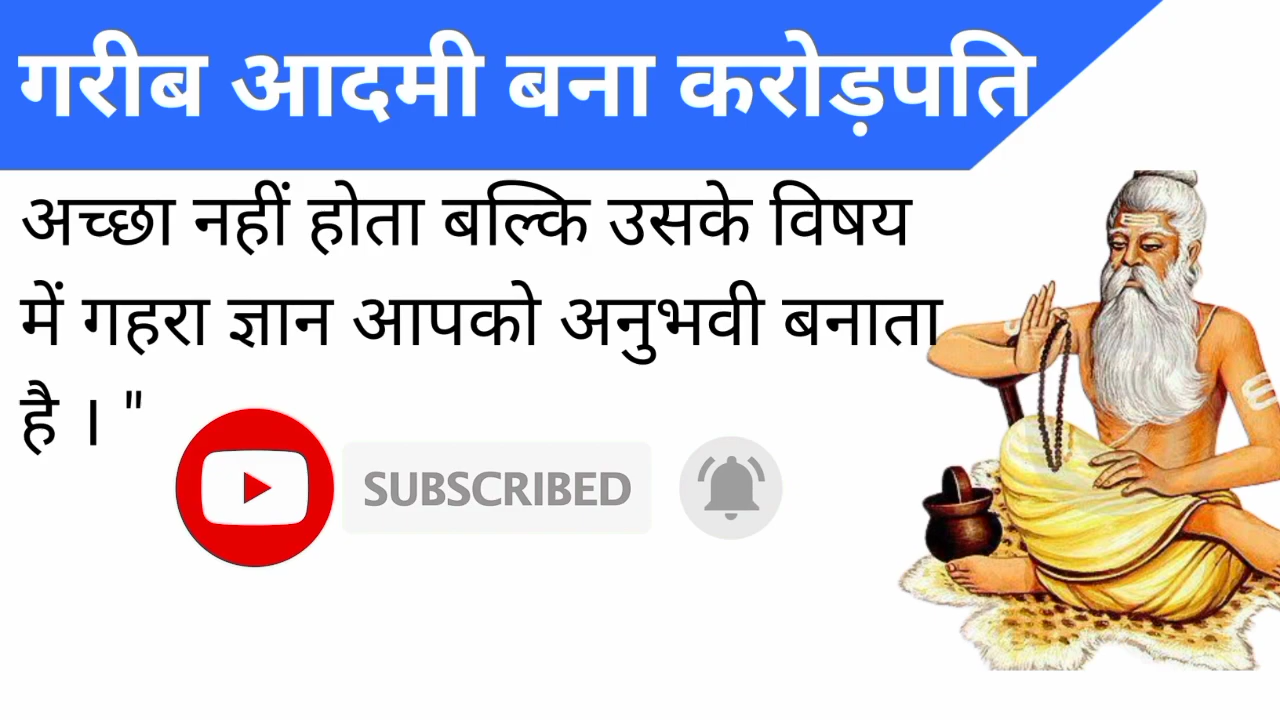 गरीब आदमी बना करोड़पति
अच्छा नहीं होता बल्कि उसके विषय
में गहरा ज्ञान आपको अनुभवी बनाता
है । "
SUBSCRIBED